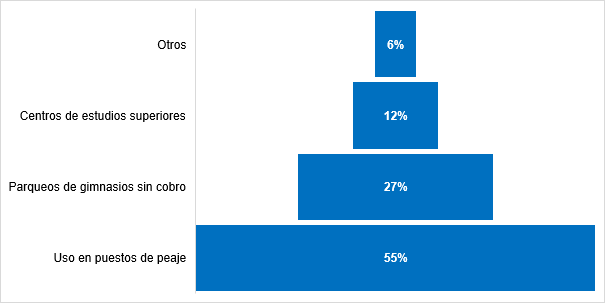 Otros
6%
Centros de estudios superiores
12%
Parqueos de gimnasios sin cobro
27%
Uso en puestos de peaje
55%